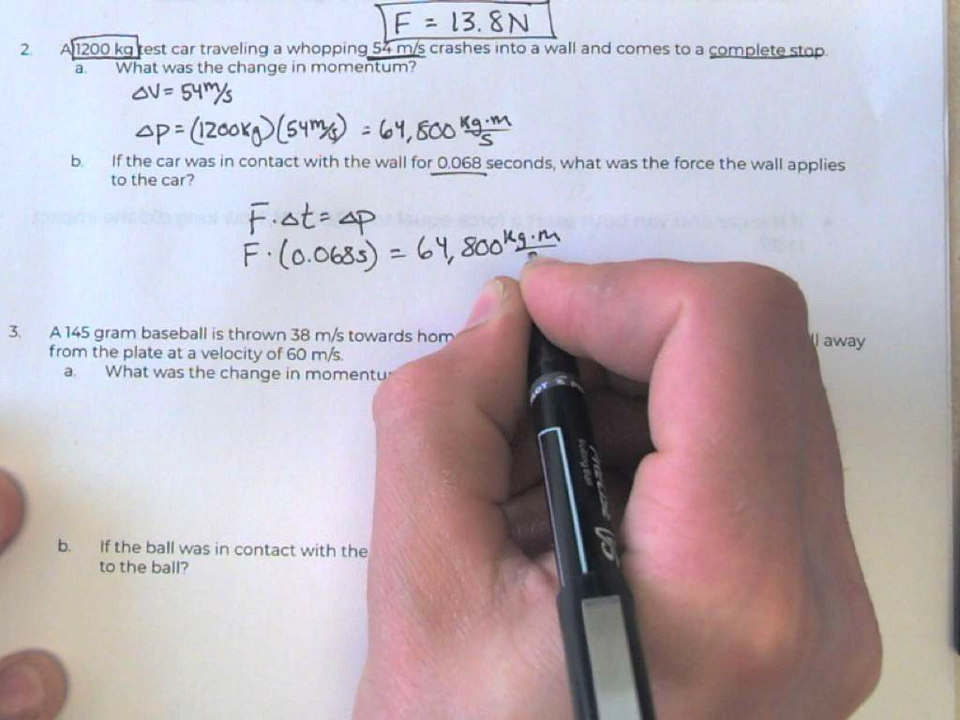 F = 13.8N
2. A 1200 kg test car traveling a whopping 54 m/s crashes into a wall and comes to a complete stop.
a. What was the change in momentum?
ΔV = 54 m/s
Δp = (1200kg)(54m/s) = 64,800 kg·m/s
b. If the car was in contact with the wall for 0.068 seconds, what was the force the wall applies
to the car?
F·Δt = Δp
F·(0.068s) = 64,800 kg·m
3. A 145 gram baseball is thrown 38 m/s towards away
from the plate at a velocity of 60 m/s.
a. What was the change in
b. If the ball was in contact with the
to the ball?